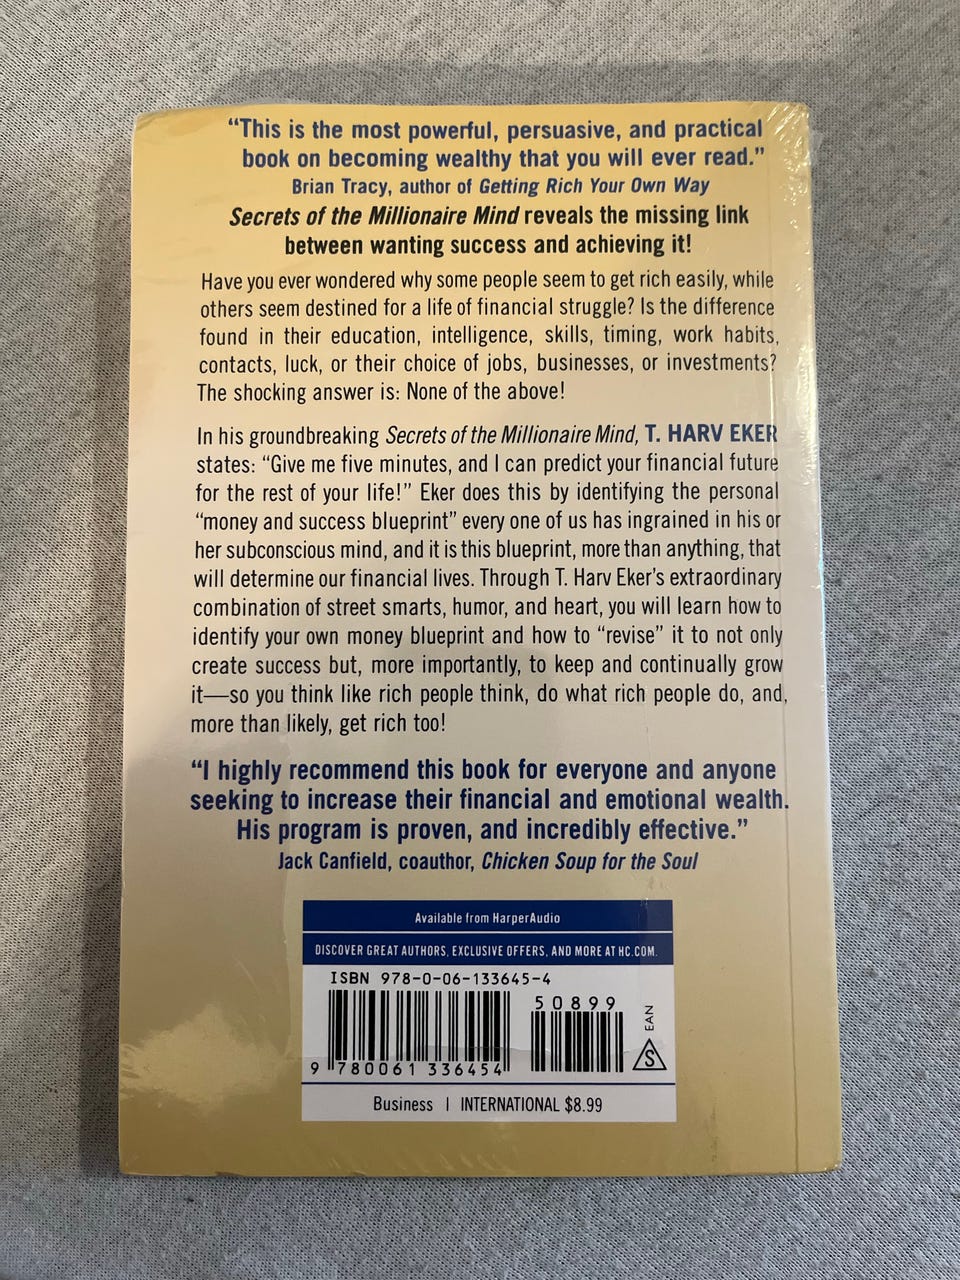 “This is the most powerful, persuasive, and practical
book on becoming wealthy that you will ever read.”
Brian Tracy, author of Getting Rich Your Own Way
Secrets of the Millionaire Mind reveals the missing link
between wanting success and achieving it!
Have you ever wondered why some people seem to get rich easily, while
others seem destined for a life of financial struggle? Is the difference
found in their education, intelligence, skills, timing, work habits,
contacts, luck, or their choice of jobs, businesses, or investments?
The shocking answer is: None of the above!
In his groundbreaking Secrets of the Millionaire Mind, T. HARV EKER
states: “Give me five minutes, and I can predict your financial future
for the rest of your life!” Eker does this by identifying the personal
“money and success blueprint” every one of us has ingrained in his or
her subconscious mind, and it is this blueprint, more than anything, that
will determine our financial lives. Through T. Harv Eker’s extraordinary
combination of street smarts, humor, and heart, you will learn how to
identify your own money blueprint and how to “revise” it to not only
create success but, more importantly, to keep and continually grow
it—so you think like rich people think, do what rich people do, and,
more than likely, get rich too!
“I highly recommend this book for everyone and anyone
seeking to increase their financial and emotional wealth.
His program is proven, and incredibly effective.”
Jack Canfield, coauthor, Chicken Soup for the Soul
Available from HarperAudio
DISCOVER GREAT AUTHORS, EXCLUSIVE OFFERS, AND MORE AT HC.COM.
ISBN 978-0-06-133645-4
50899
9 780061 336454
EAN
S
Business | INTERNATIONAL $8.99